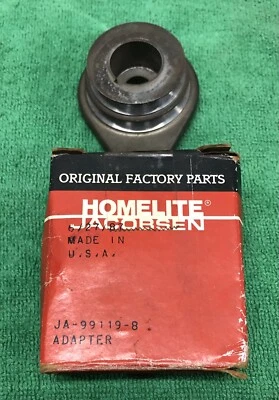 ORIGINAL FACTORY PARTS
HOMELITE®
JACOBSEN
MADE IN
U.S.A.
JA-99119-8
ADAPTER